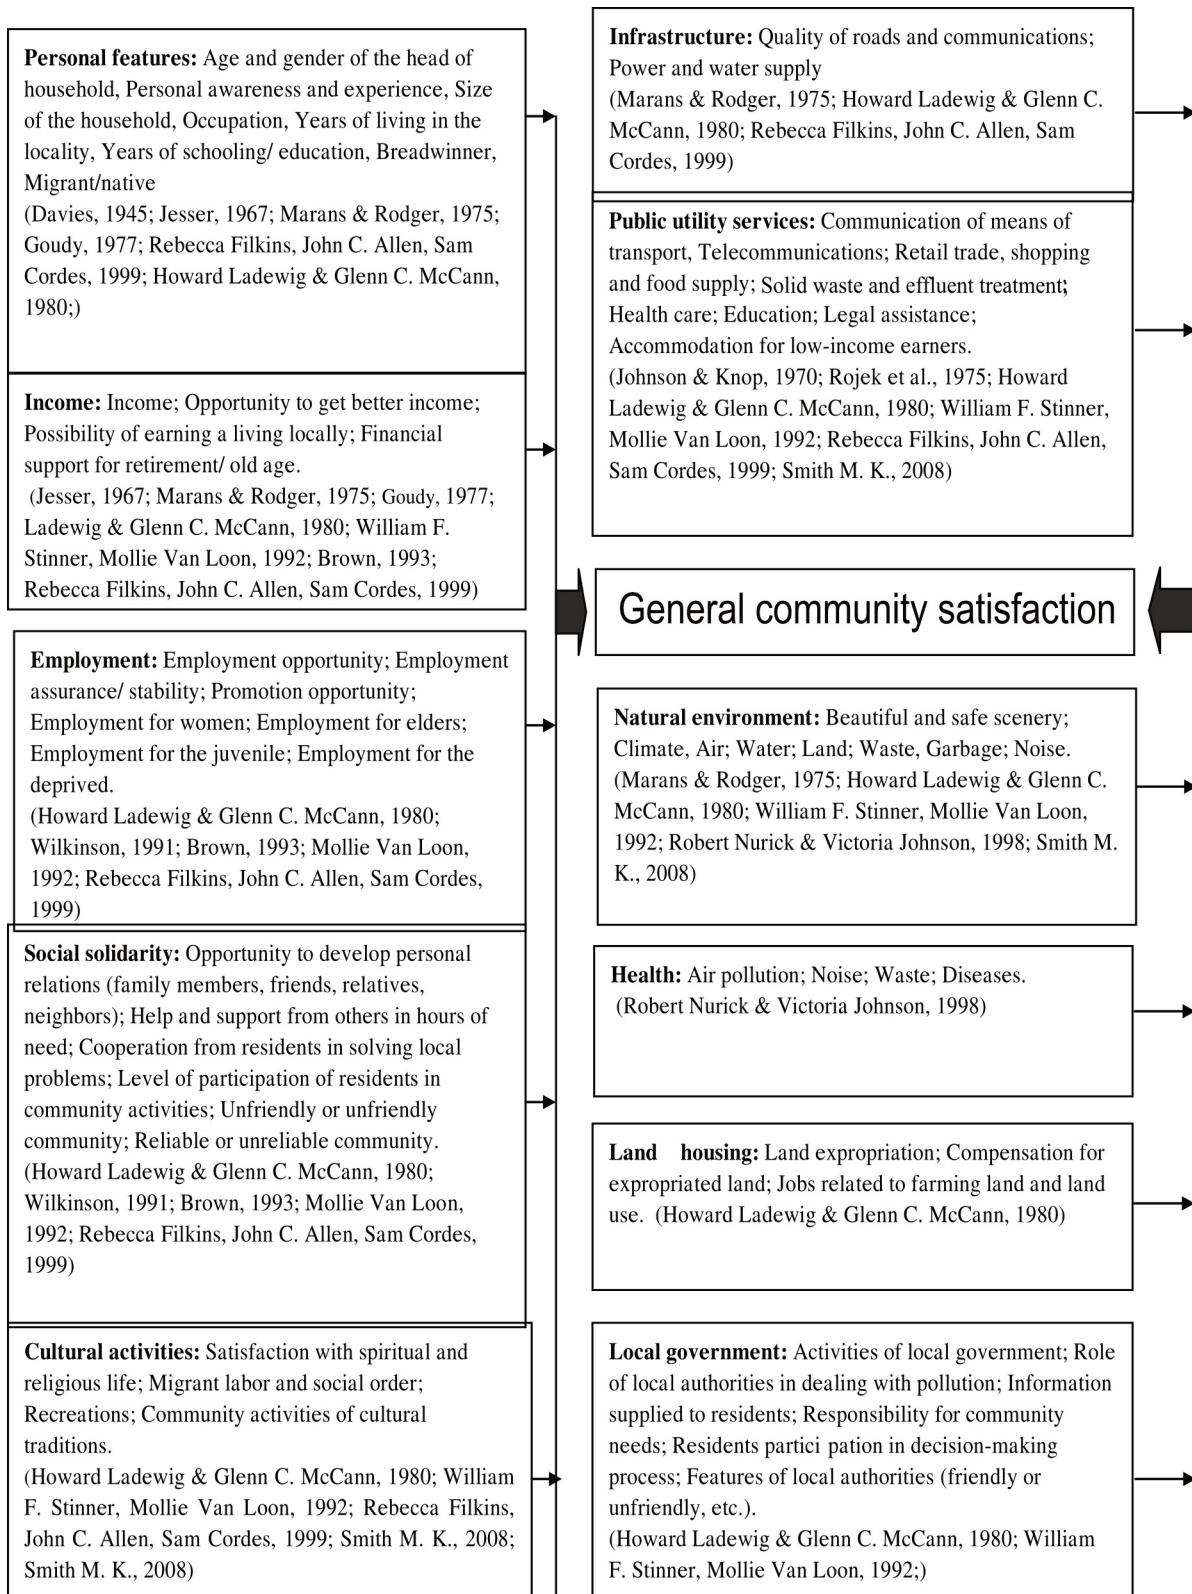 Personal features: Age and gender of the head of
household, Personal awareness and experience, Size
of the household, Occupation, Years of living in the
locality, Years of schooling/ education, Breadwinner,
Migrant/native
(Davies, 1945; Jesser, 1967; Marans & Rodger, 1975;
Goudy, 1977; Rebecca Filkins, John C. Allen, Sam
Cordes, 1999; Howard Ladewig & Glenn C. McCann,
1980;)
Income: Income; Opportunity to get better income;
Possibility of earning a living locally; Financial
support for retirement/ old age.
(Jesser, 1967; Marans & Rodger, 1975; Goudy, 1977;
Ladewig & Glenn C. McCann, 1980; William F.
Stinner, Mollie Van Loon, 1992; Brown, 1993;
Rebecca Filkins, John C. Allen, Sam Cordes, 1999)
Employment: Employment opportunity; Employment
assurance/ stability; Promotion opportunity;
Employment for women; Employment for elders;
Employment for the juvenile; Employment for the
deprived.
(Howard Ladewig & Glenn C. McCann, 1980;
Wilkinson, 1991; Brown, 1993; Mollie Van Loon,
1992; Rebecca Filkins, John C. Allen, Sam Cordes,
1999)
Social solidarity: Opportunity to develop personal
relations (family members, friends, relatives,
neighbors); Help and support from others in hours of
need; Cooperation from residents in solving local
problems; Level of participation of residents in
community activities; Unfriendly or unfriendly
community; Reliable or unreliable community.
(Howard Ladewig & Glenn C. McCann, 1980;
Wilkinson, 1991; Brown, 1993; Mollie Van Loon,
1992; Rebecca Filkins, John C. Allen, Sam Cordes,
1999)
Cultural activities: Satisfaction with spiritual and
religious life; Migrant labor and social order;
Recreations; Community activities of cultural
traditions.
(Howard Ladewig & Glenn C. McCann, 1980; William
F. Stinner, Mollie Van Loon, 1992; Rebecca Filkins,
John C. Allen, Sam Cordes, 1999; Smith M. K., 2008;
Smith M. K., 2008)
Infrastructure: Quality of roads and communications;
Power and water supply
(Marans & Rodger, 1975; Howard Ladewig & Glenn C.
McCann, 1980; Rebecca Filkins, John C. Allen, Sam
Cordes, 1999)
Public utility services: Communication of means of
transport, Telecommunications; Retail trade, shopping
and food supply; Solid waste and effluent treatment;
Health care; Education; Legal assistance;
Accommodation for low-income earners.
(Johnson & Knop, 1970; Rojek et al., 1975; Howard
Ladewig & Glenn C. McCann, 1980; William F. Stinner,
Mollie Van Loon, 1992; Rebecca Filkins, John C. Allen,
Sam Cordes, 1999; Smith M. K., 2008)
General community satisfaction
Natural environment: Beautiful and safe scenery;
Climate, Air; Water; Land; Waste, Garbage; Noise.
(Marans & Rodger, 1975; Howard Ladewig & Glenn C.
McCann, 1980; William F. Stinner, Mollie Van Loon,
1992; Robert Nurick & Victoria Johnson, 1998; Smith M.
K., 2008)
Health: Air pollution; Noise; Waste; Diseases.
(Robert Nurick & Victoria Johnson, 1998)
Land housing: Land expropriation; Compensation for
expropriated land; Jobs related to farming land and land
use. (Howard Ladewig & Glenn C. McCann, 1980)
Local government: Activities of local government; Role
of local authorities in dealing with pollution; Information
supplied to residents; Responsibility for community
needs; Residents partici pation in decision-making
process; Features of local authorities (friendly or
unfriendly, etc.).
(Howard Ladewig & Glenn C. McCann, 1980; William
F. Stinner, Mollie Van Loon, 1992;)